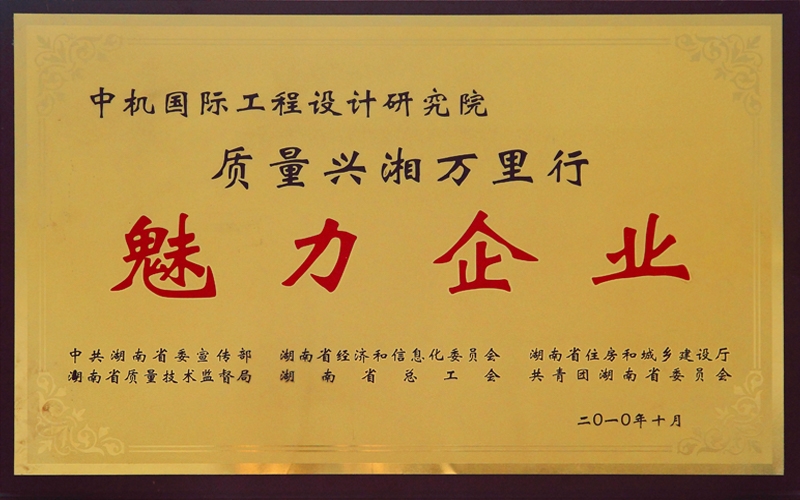 中机国际工程设计研究院
质量兴湘万里行
魅力企业
中共湖南省委宣传部 湖南省经济和信息化委员会 湖南省住房和城乡建设厅
湖南省质量技术监督局 湖南省总工会 共青团湖南省委员会
二〇一〇年十月